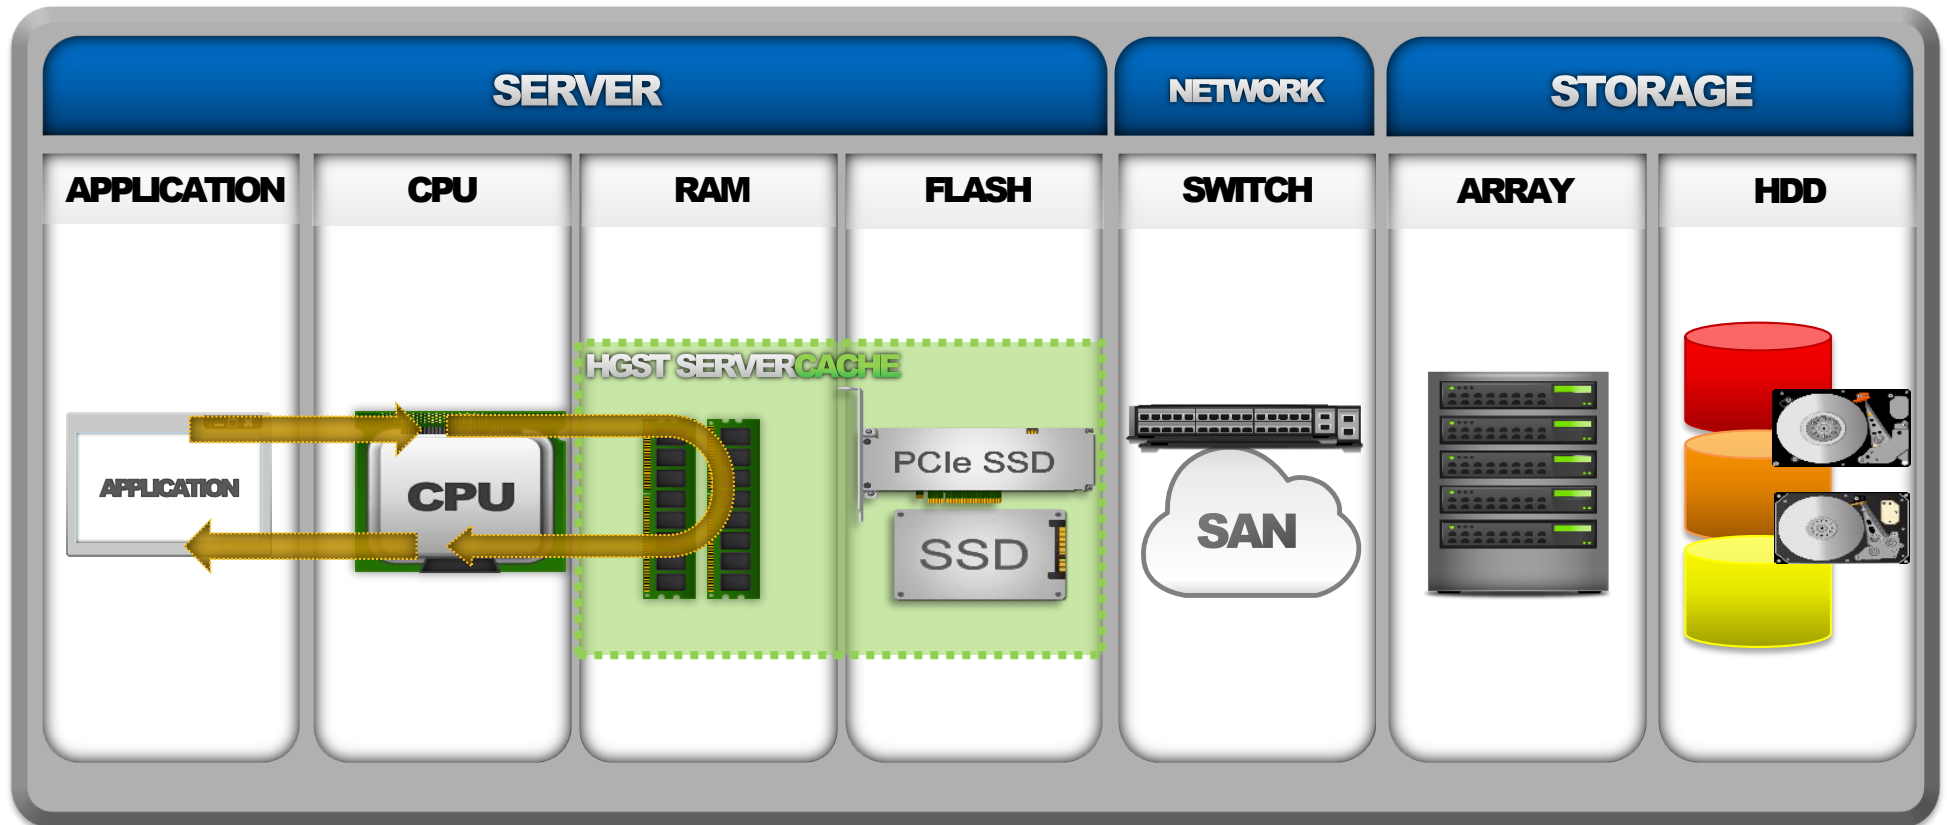 SERVER
NETWORK
STORAGE
APPLICATION
CPU
RAM
FLASH
SWITCH
ARRAY
HDD
HGST SERVERCACHE
APPLICATION
CPU
PCIe SSD
SSD
SAN